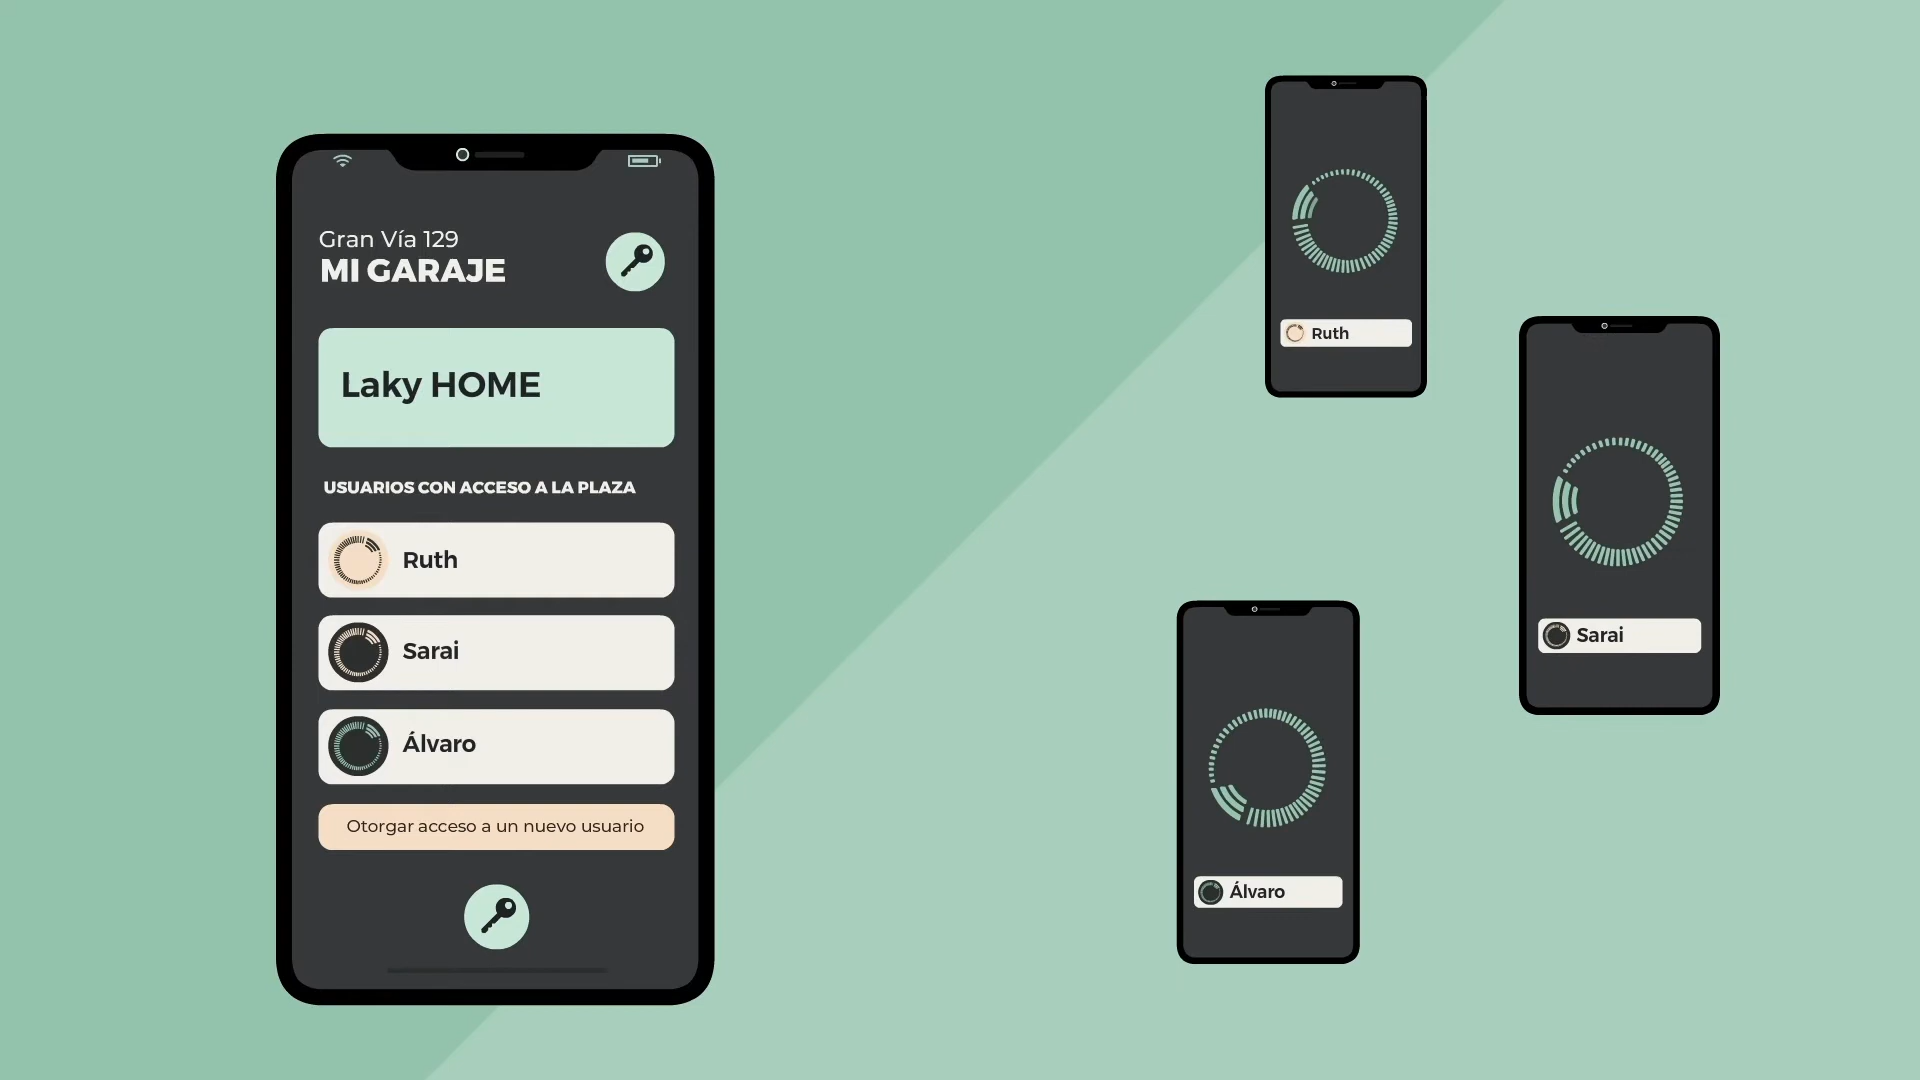 Gran Vía 129
MI GARAJE
Laky HOME
USUARIOS CON ACCESO A LA PLAZA
Ruth
Sarai
Álvaro
Otorgar acceso a un nuevo usuario
Ruth
Sarai
Álvaro